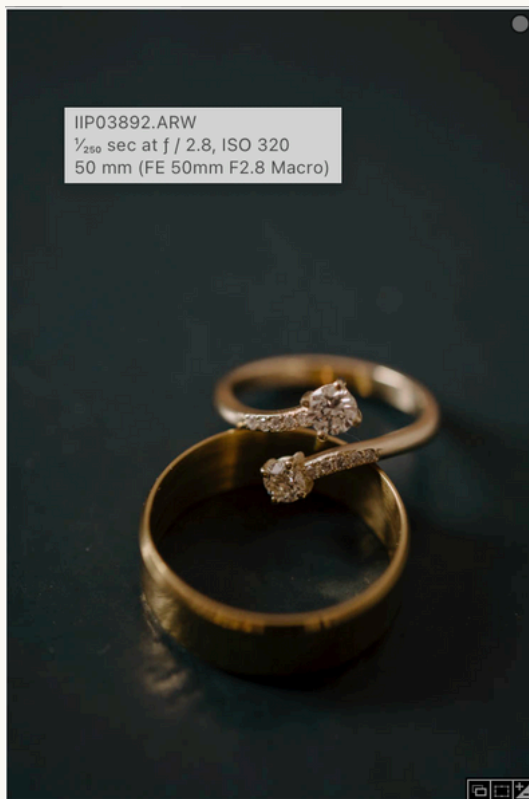 IIP03892.ARW
¹⁄₂₅₀ sec at ƒ / 2.8, ISO 320
50 mm (FE 50mm F2.8 Macro)